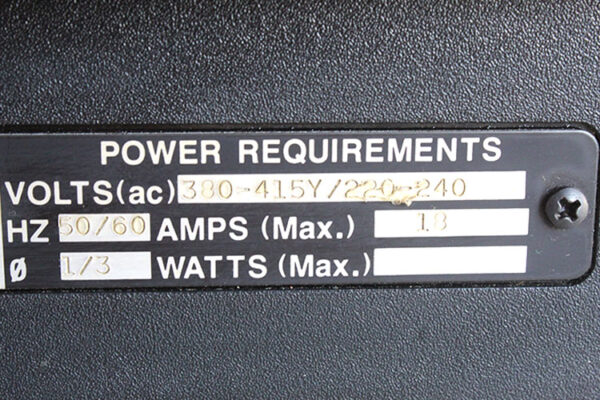 POWER REQUIREMENTS
VOLTS(ac) 380-415Y/220-240
HZ 50/60 AMPS (Max.) 18
Ø 1/3 WATTS (Max.)